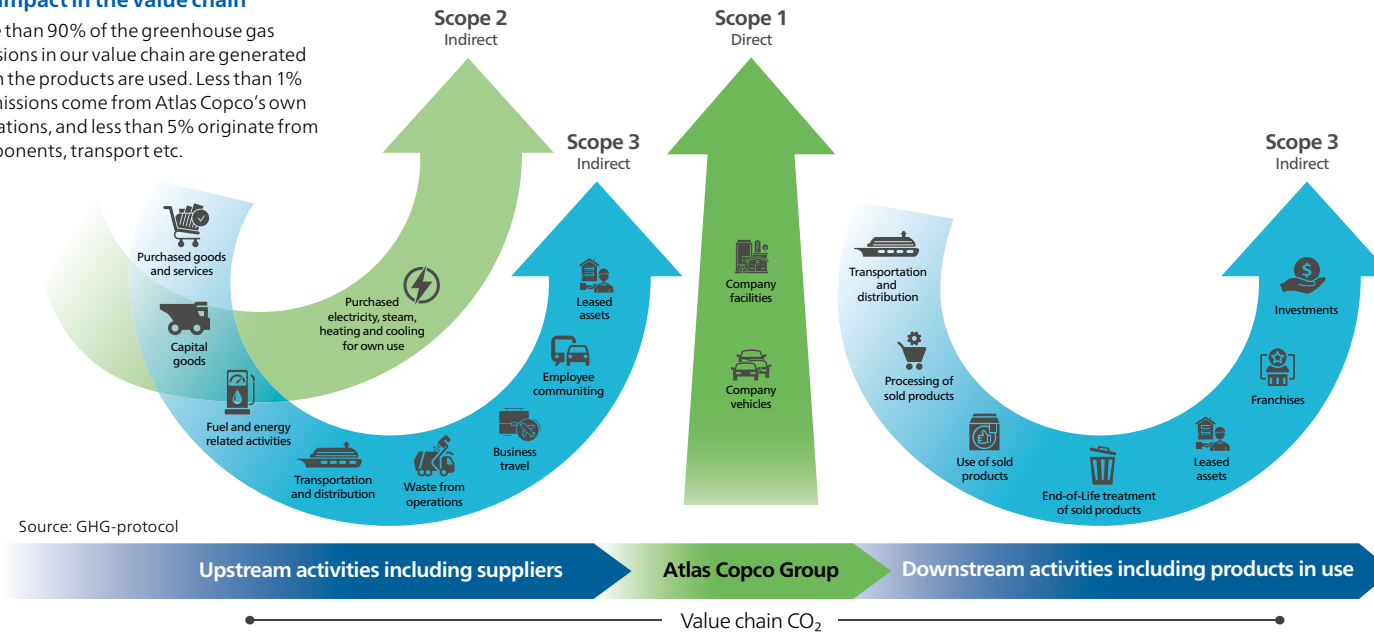 impact in the value chain
than 90% of the greenhouse gas
in our value chain are generated
the products are used. Less than 1%
come from Atlas Copco's own
and less than 5% originate from
transport etc.
Scope 2
Indirect
Scope 1
Direct
Scope 3
Indirect
Scope 3
Indirect
Purchased goods
and services
Capital
goods
Fuel and energy
related activities
Transportation
and distribution
Waste from
operations
Business
travel
Employee
communiting
Leased
assets
Purchased
electricity, steam,
heating and cooling
for own use
Company
facilities
Company
vehicles
Transportation
and
distribution
Processing of
sold products
Use of sold
products
End-of-Life treatment
of sold products
Leased
assets
Franchises
Investments
Source: GHG-protocol
Upstream activities including suppliers
Atlas Copco Group
Downstream activities including products in use
Value chain CO₂